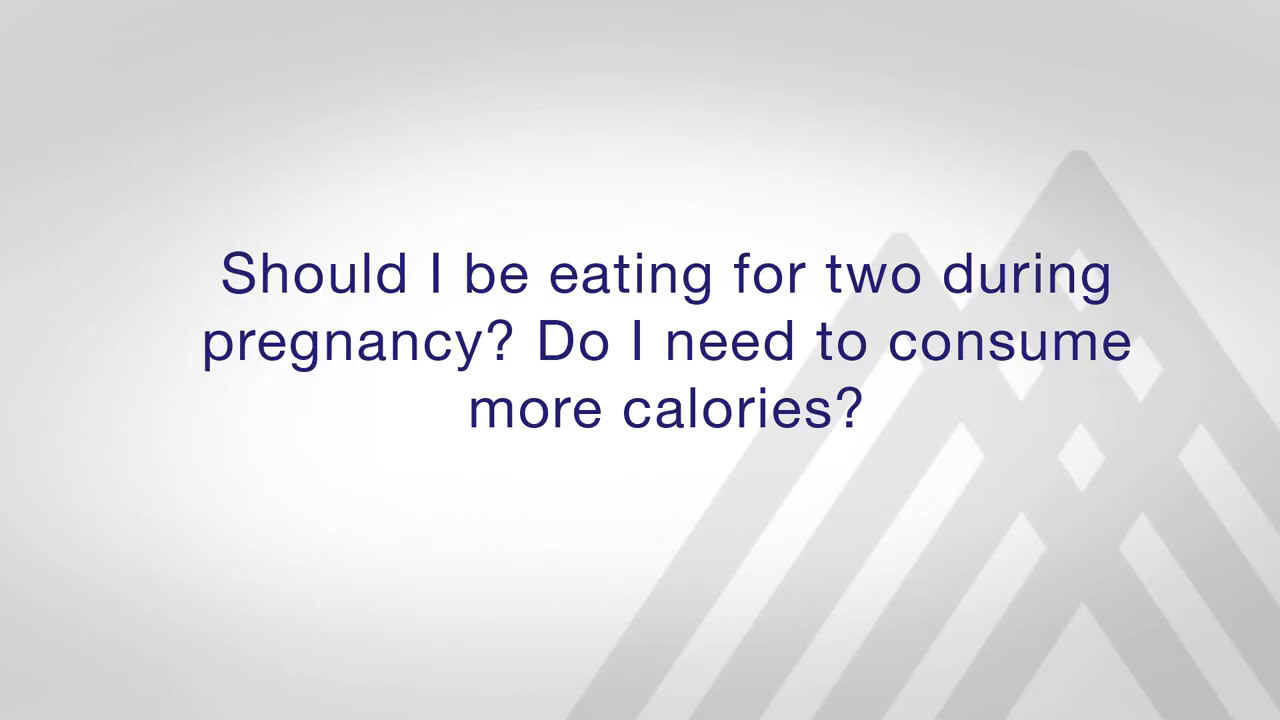 Should I be eating for two during
pregnancy? Do I need to consume
more calories?